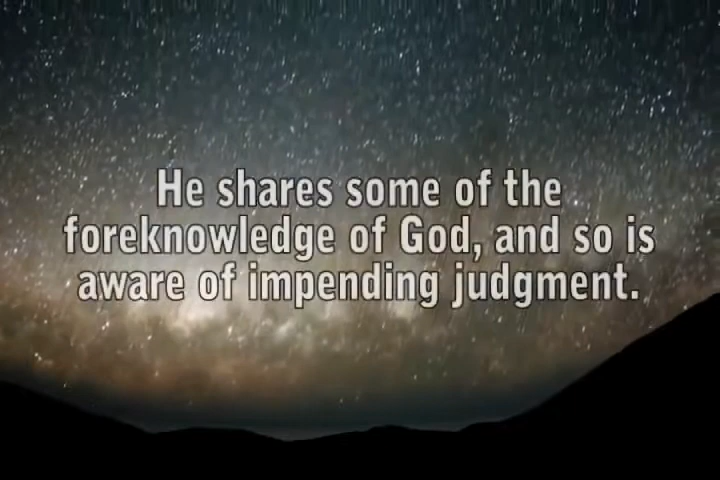 He shares some of the
foreknowledge of God, and so is
aware of impending judgment.